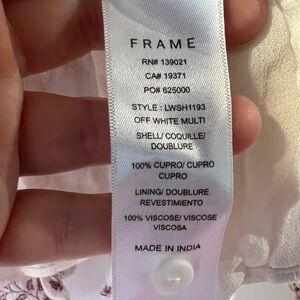 FRAME
RN# 139021
CA# 19371
PO# 625000
STYLE : LWSH1193
OFF WHITE MULTI
SHELL/ COQUILLE/
DOUBLURE
100% CUPRO/ CUPRO
CUPRO
LINING/ DOUBLURE
REVESTIMIENTO
100% VISCOSE/ VISCOSE
VISCOSA
MADE IN INDIA